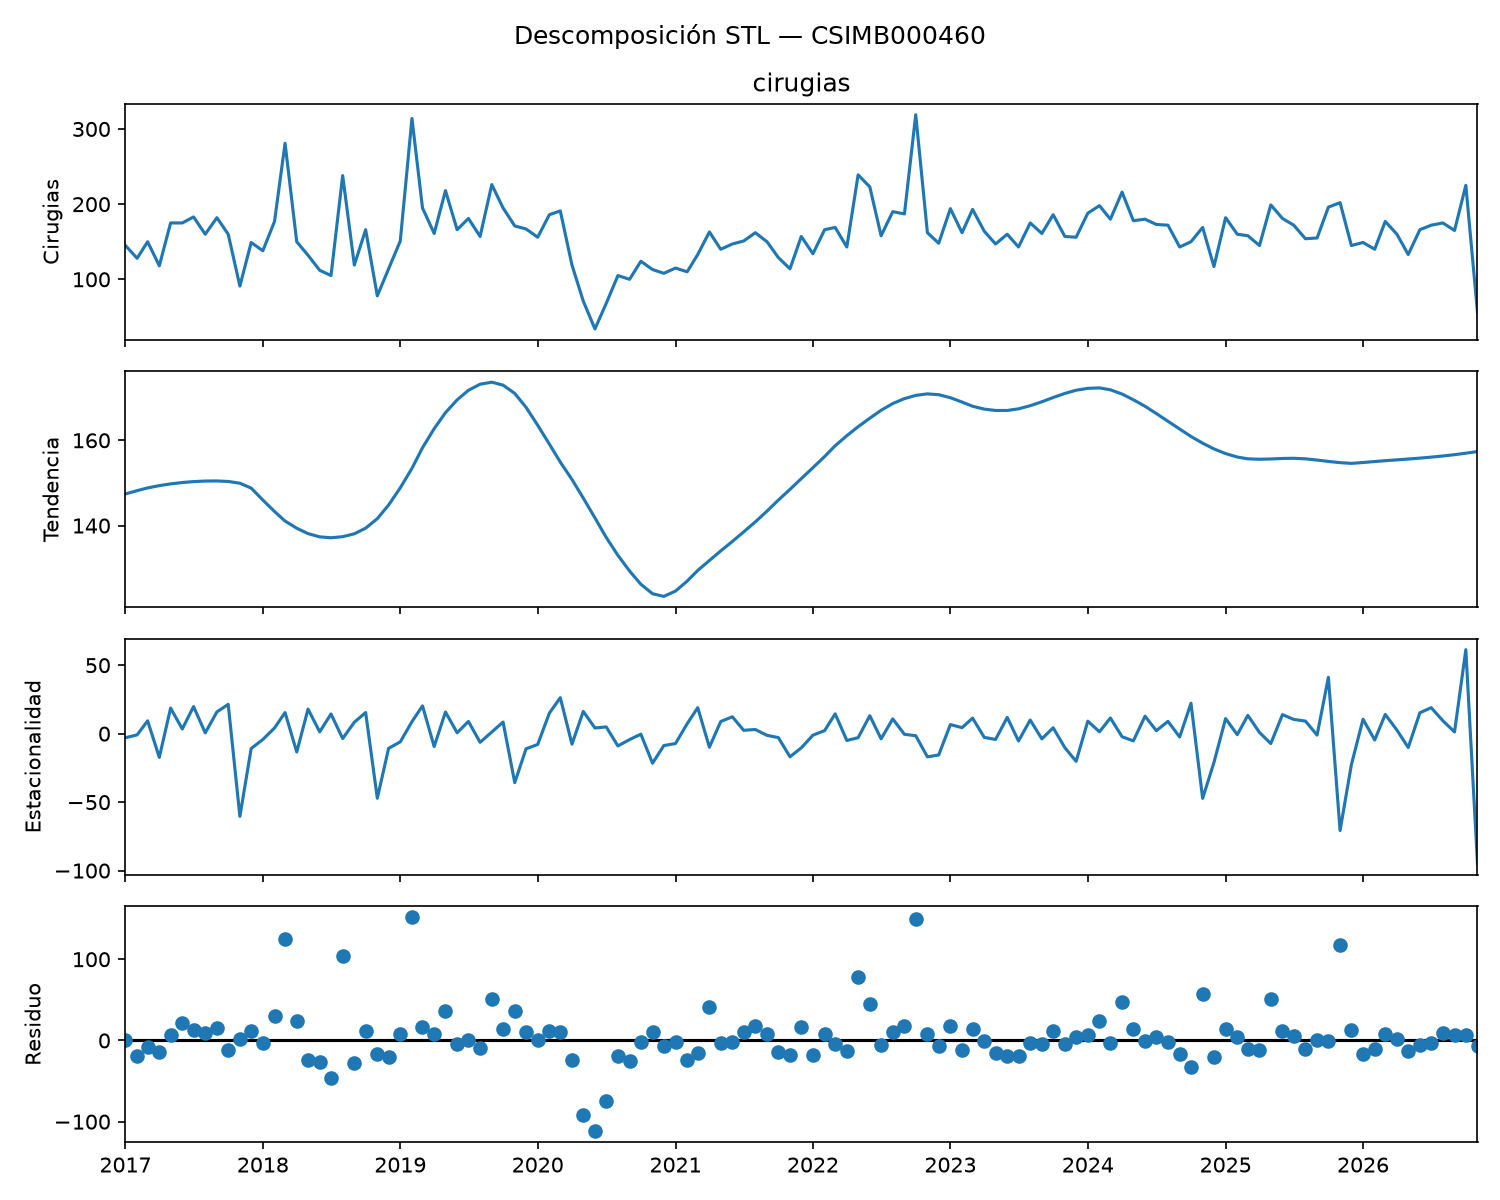 Descomposición STL — CSIMB000460
cirugias
Cirugias
300
200
100
Tendencia
160
140
Estacionalidad
50
0
−50
−100
Residuo
100
0
−100
2017 2018 2019 2020 2021 2022 2023 2024 2025 2026